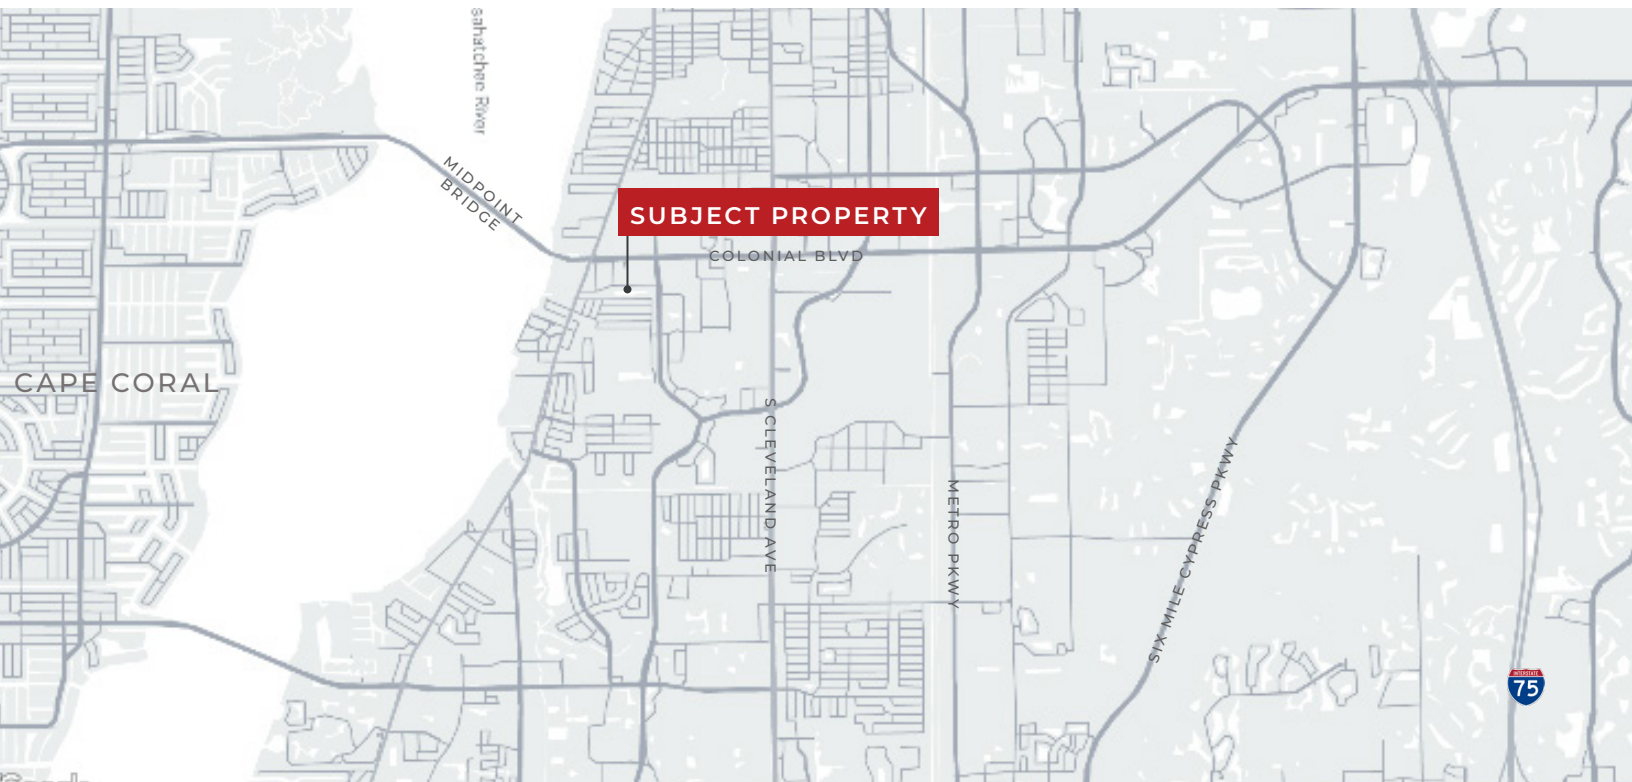 sahatchee River
MIDPOINT
BRIDGE
SUBJECT PROPERTY
COLONIAL BLVD
CAPE CORAL
S CLEVELAND AVE
METRO PKWY
SIX MILE CYPRESS PKWY
INTERSTATE
75